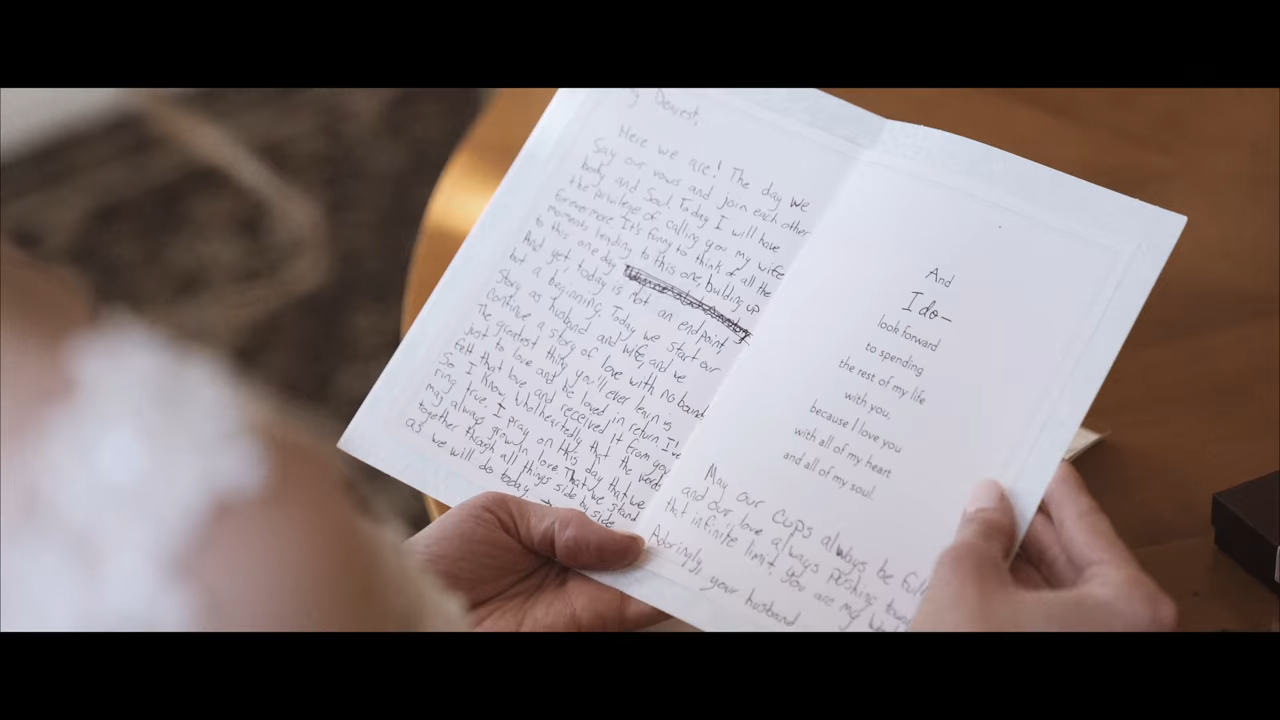 Dearest,
Here we are! The day we
Say our vows and join each other
body and Soul. Today I will have
the privilege of calling you my wife
forevermore. It's funny to think of all the
moments leading to this one, building up
to this one day
And yet today is not an endpoint,
but a beginning. Today we start our
Story as husband and wife, and we
Continue a story of love with no bound
The greatest thing you'll ever learn is
just to love and be loved in return. I've
felt that love and received it from you
So I know, wholheartedly that the words
ring true. I pray on this day that we
may always grow in love. That we stand
together through all things side by side
as we will do today.
And
I do–
look forward
to spending
the rest of my life
with you,
because I love you
with all of my heart
and all of my soul.
May our cups always be full
and our love always pushing
that infinite limit. You are my
Adoringly, your husband